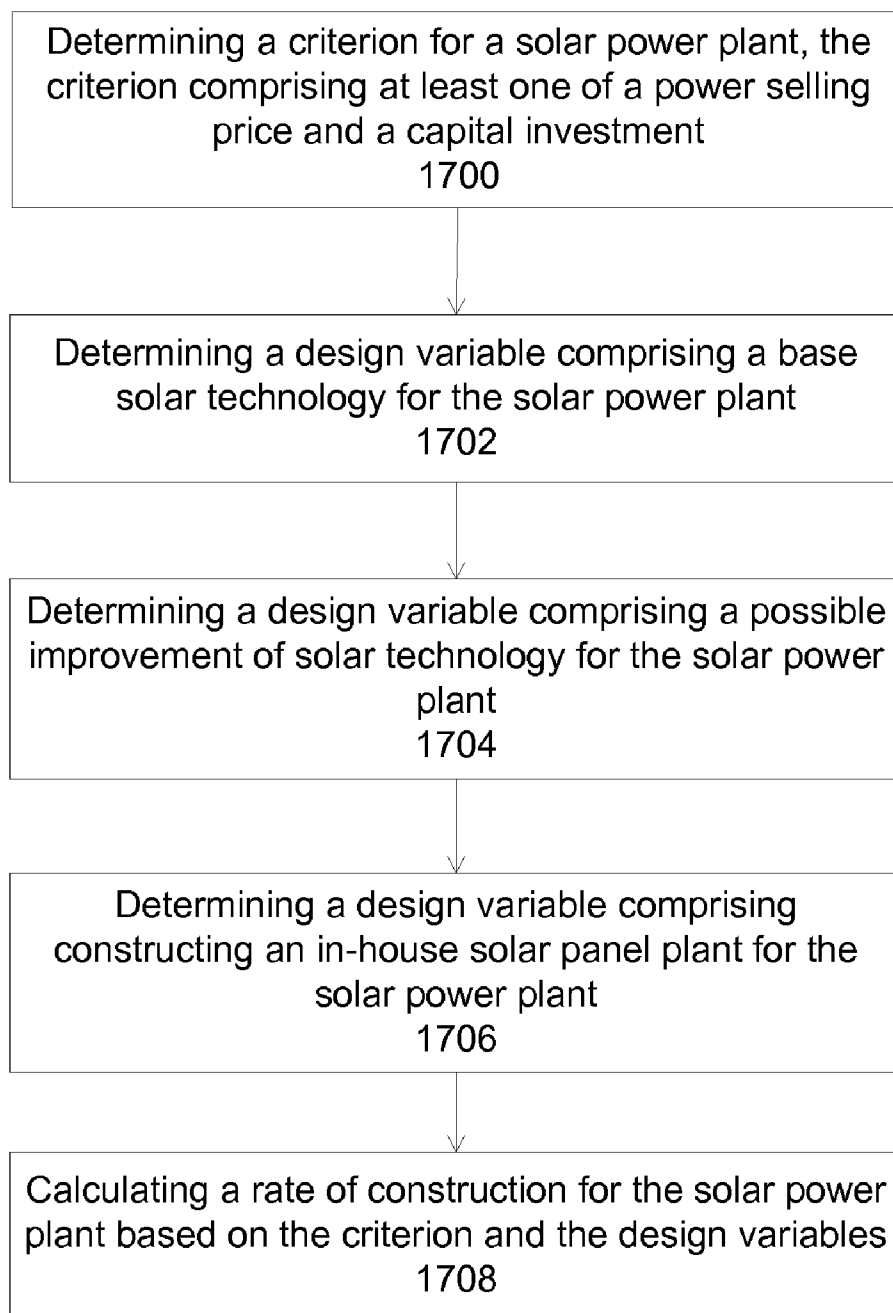 Determining a criterion for a solar power plant, the
criterion comprising at least one of a power selling
price and a capital investment
1700
Determining a design variable comprising a base
solar technology for the solar power plant
1702
Determining a design variable comprising a possible
improvement of solar technology for the solar power
plant
1704
Determining a design variable comprising
constructing an in-house solar panel plant for the
solar power plant
1706
Calculating a rate of construction for the solar power
plant based on the criterion and the design variables
1708